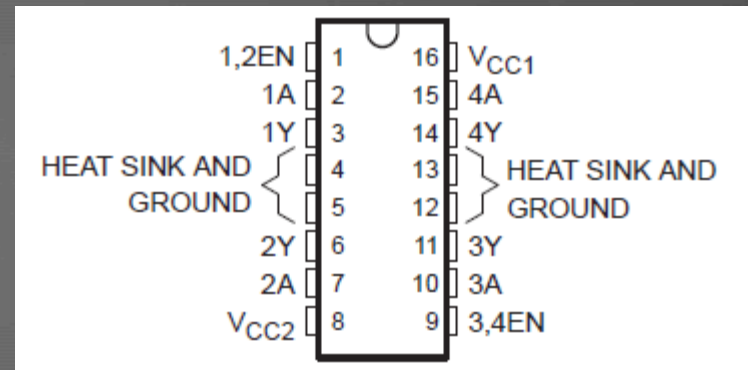 1,2EN 1 16 VCC1
1A 2 15 4A
1Y 3 14 4Y
HEAT SINK AND 4 13 HEAT SINK AND
GROUND 5 12 GROUND
2Y 6 11 3Y
2A 7 10 3A
VCC2 8 9 3,4EN